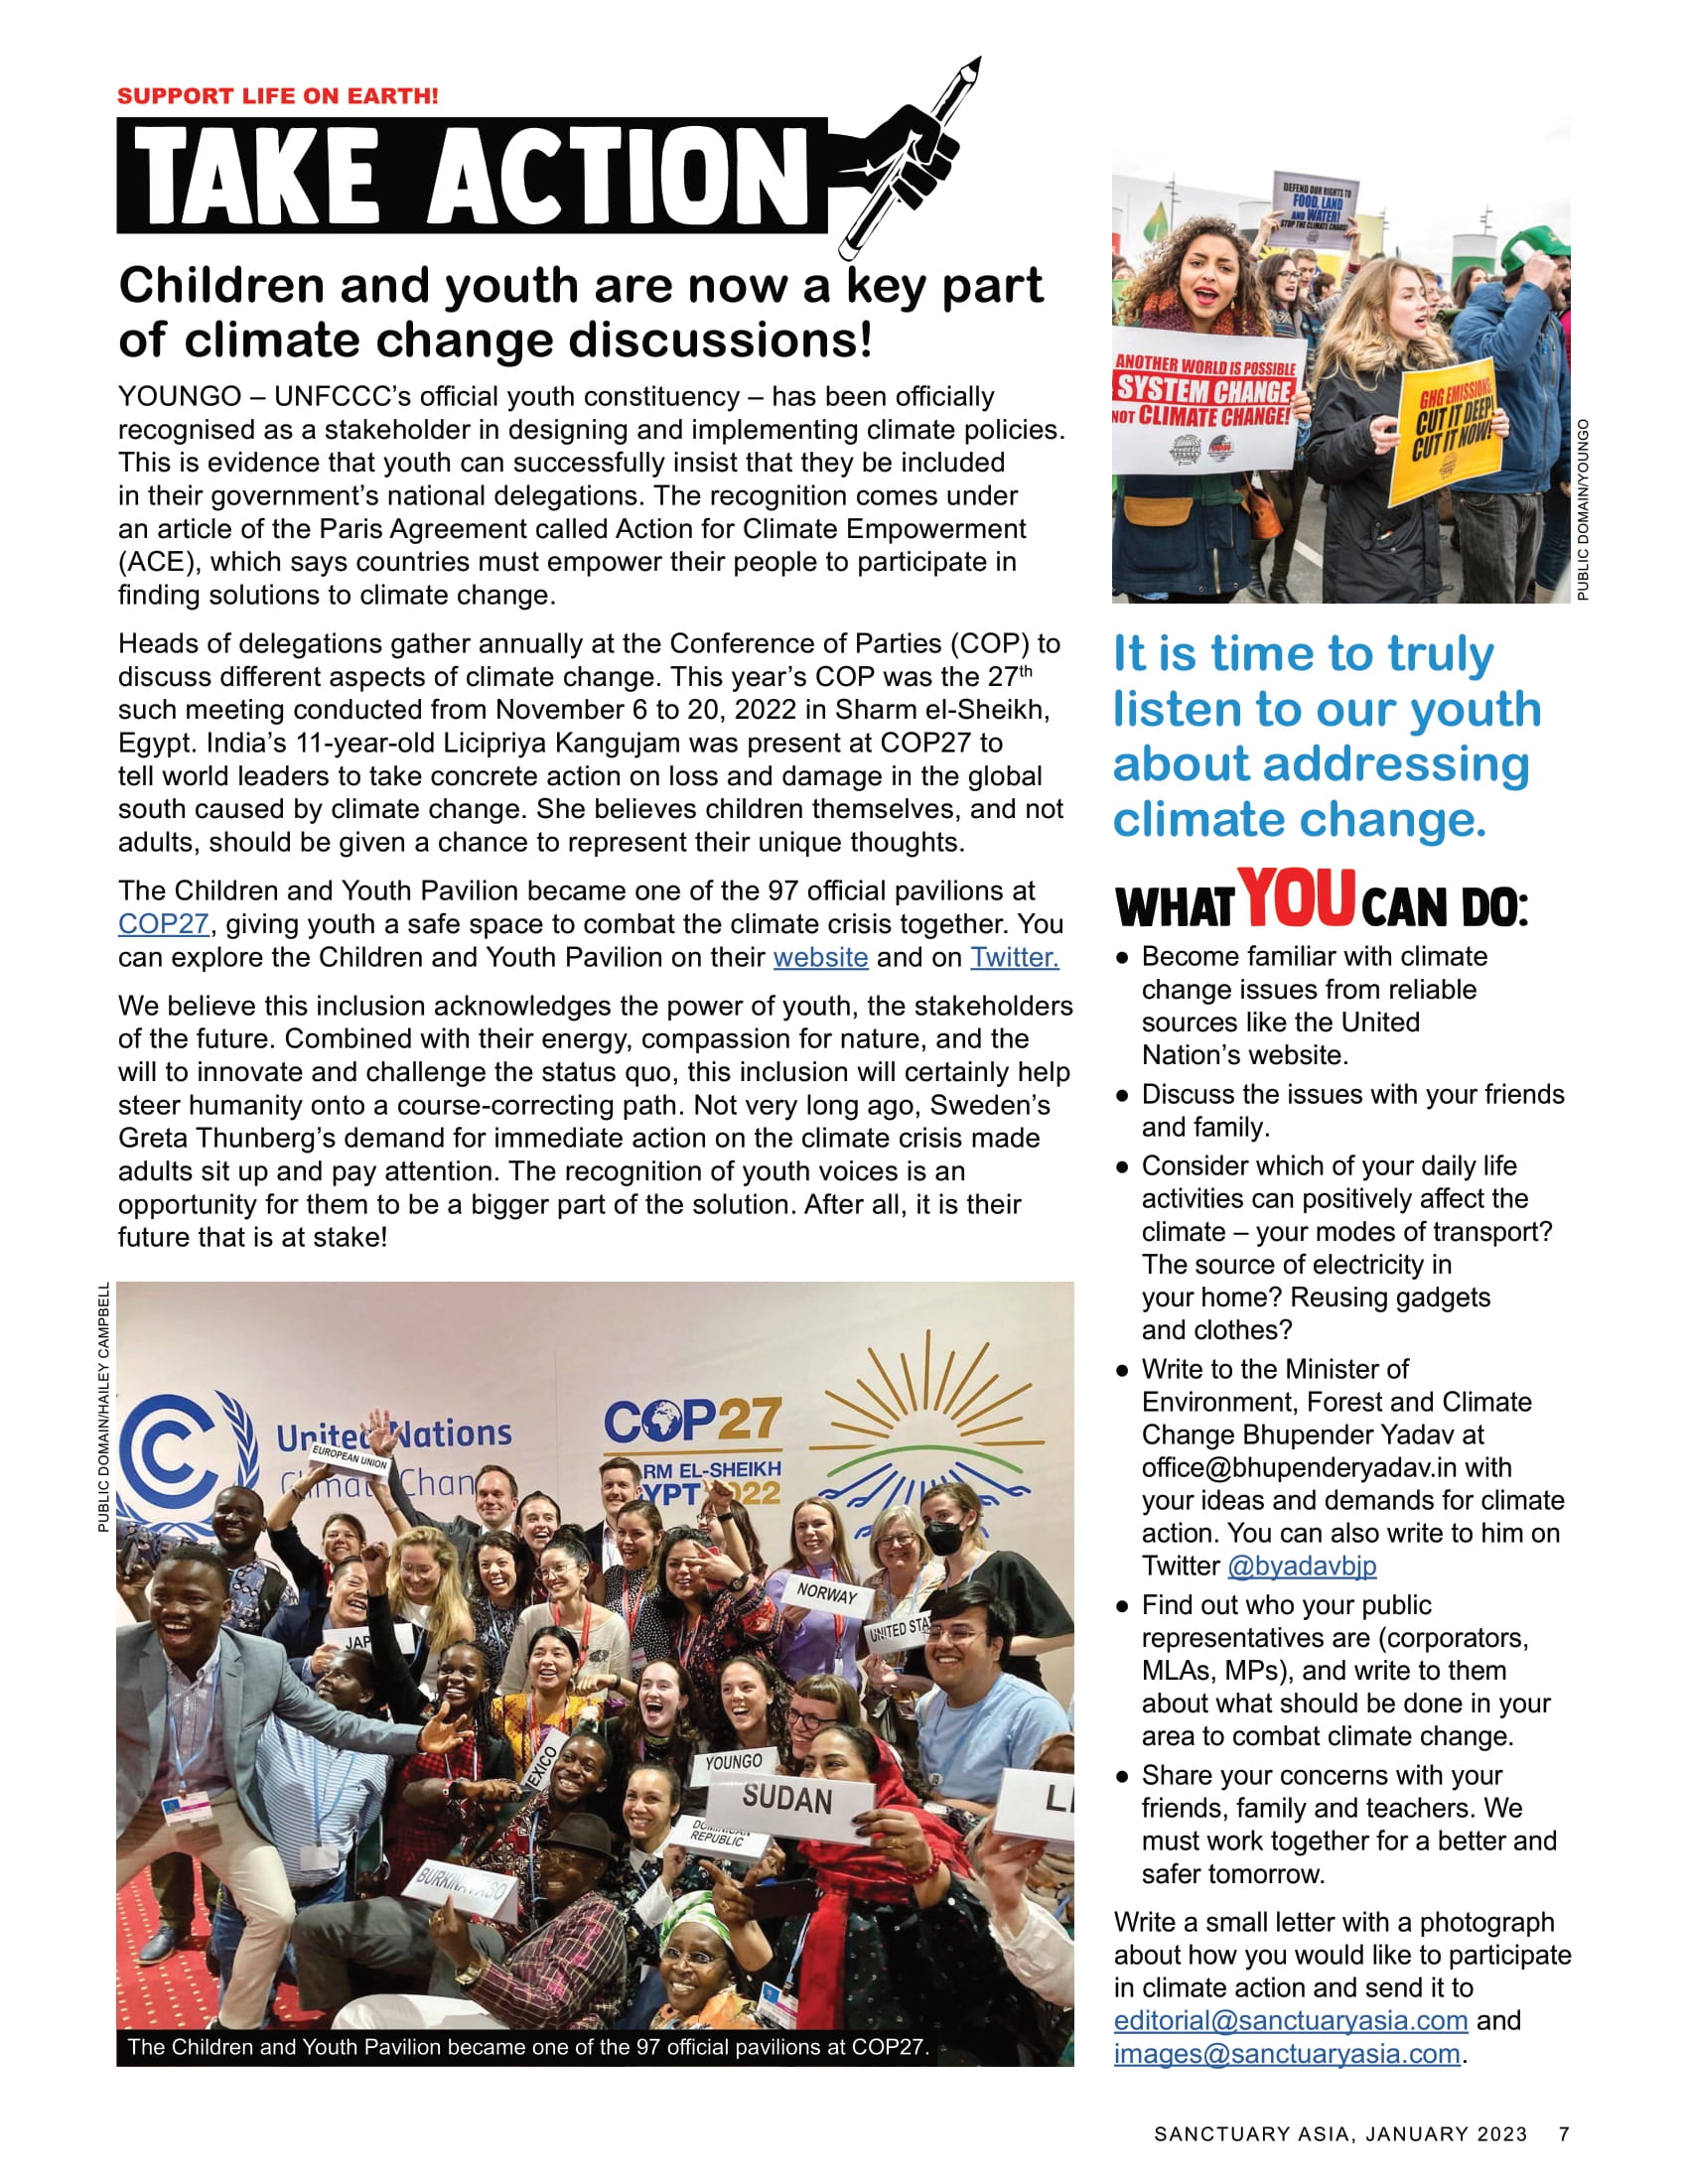 SUPPORT LIFE ON EARTH!
TAKE ACTION
Children and youth are now a key part
of climate change discussions!
YOUNGO – UNFCCC’s official youth constituency – has been officially
recognised as a stakeholder in designing and implementing climate policies.
This is evidence that youth can successfully insist that they be included
in their government’s national delegations. The recognition comes under
an article of the Paris Agreement called Action for Climate Empowerment
(ACE), which says countries must empower their people to participate in
finding solutions to climate change.
Heads of delegations gather annually at the Conference of Parties (COP) to
discuss different aspects of climate change. This year’s COP was the 27th
such meeting conducted from November 6 to 20, 2022 in Sharm el-Sheikh,
Egypt. India’s 11-year-old Licipriya Kangujam was present at COP27 to
tell world leaders to take concrete action on loss and damage in the global
south caused by climate change. She believes children themselves, and not
adults, should be given a chance to represent their unique thoughts.
The Children and Youth Pavilion became one of the 97 official pavilions at
COP27, giving youth a safe space to combat the climate crisis together. You
can explore the Children and Youth Pavilion on their website and on Twitter.
We believe this inclusion acknowledges the power of youth, the stakeholders
of the future. Combined with their energy, compassion for nature, and the
will to innovate and challenge the status quo, this inclusion will certainly help
steer humanity onto a course-correcting path. Not very long ago, Sweden’s
Greta Thunberg’s demand for immediate action on the climate crisis made
adults sit up and pay attention. The recognition of youth voices is an
opportunity for them to be a bigger part of the solution. After all, it is their
future that is at stake!
PUBLIC DOMAIN/HAILEY CAMPBELL
United Nations
Climate Chan
COP27
RM EL-SHEIKH
YPT 2022
EUROPEAN UNION
NORWAY
UNITED STA
JAP
MEXICO
YOUNGO
SUDAN
DOMINICAN
REPUBLIC
BURKINA FASO
LI
The Children and Youth Pavilion became one of the 97 official pavilions at COP27.
DEFEND OUR RIGHTS TO
FOOD, LAND
AND WATER!
STOP THE CLIMATE CHAOS!
ANOTHER WORLD IS POSSIBLE
SYSTEM CHANGE
NOT CLIMATE CHANGE!
GHG EMISSIONS:
CUT IT DEEP!
CUT IT NOW!
PUBLIC DOMAIN/YOUNGO
It is time to truly
listen to our youth
about addressing
climate change.
WHAT YOU CAN DO:
● Become familiar with climate
change issues from reliable
sources like the United
Nation’s website.
● Discuss the issues with your friends
and family.
● Consider which of your daily life
activities can positively affect the
climate – your modes of transport?
The source of electricity in
your home? Reusing gadgets
and clothes?
● Write to the Minister of
Environment, Forest and Climate
Change Bhupender Yadav at
office@bhupenderyadav.in with
your ideas and demands for climate
action. You can also write to him on
Twitter @byadavbjp
● Find out who your public
representatives are (corporators,
MLAs, MPs), and write to them
about what should be done in your
area to combat climate change.
● Share your concerns with your
friends, family and teachers. We
must work together for a better and
safer tomorrow.
Write a small letter with a photograph
about how you would like to participate
in climate action and send it to
editorial@sanctuaryasia.com and
images@sanctuaryasia.com.
SANCTUARY ASIA, JANUARY 2023 7